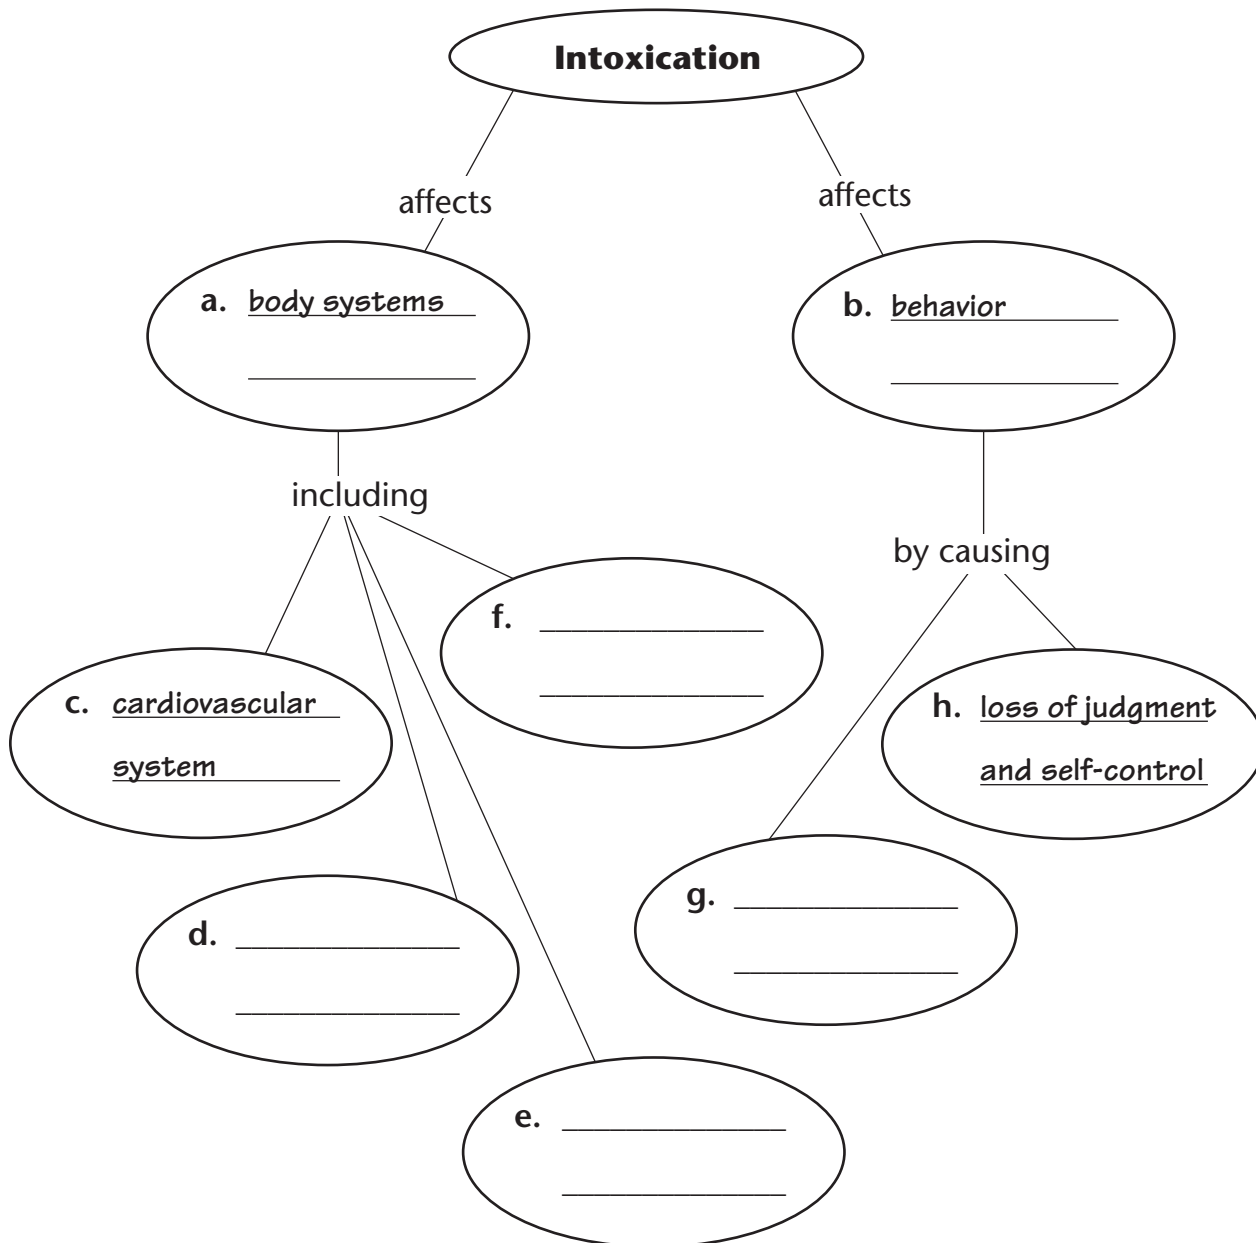 Intoxication
affects
affects
a. body systems
b. behavior
including
by causing
f.
c. cardiovascular
system
h. loss of judgment
and self-control
g.
d.
e.